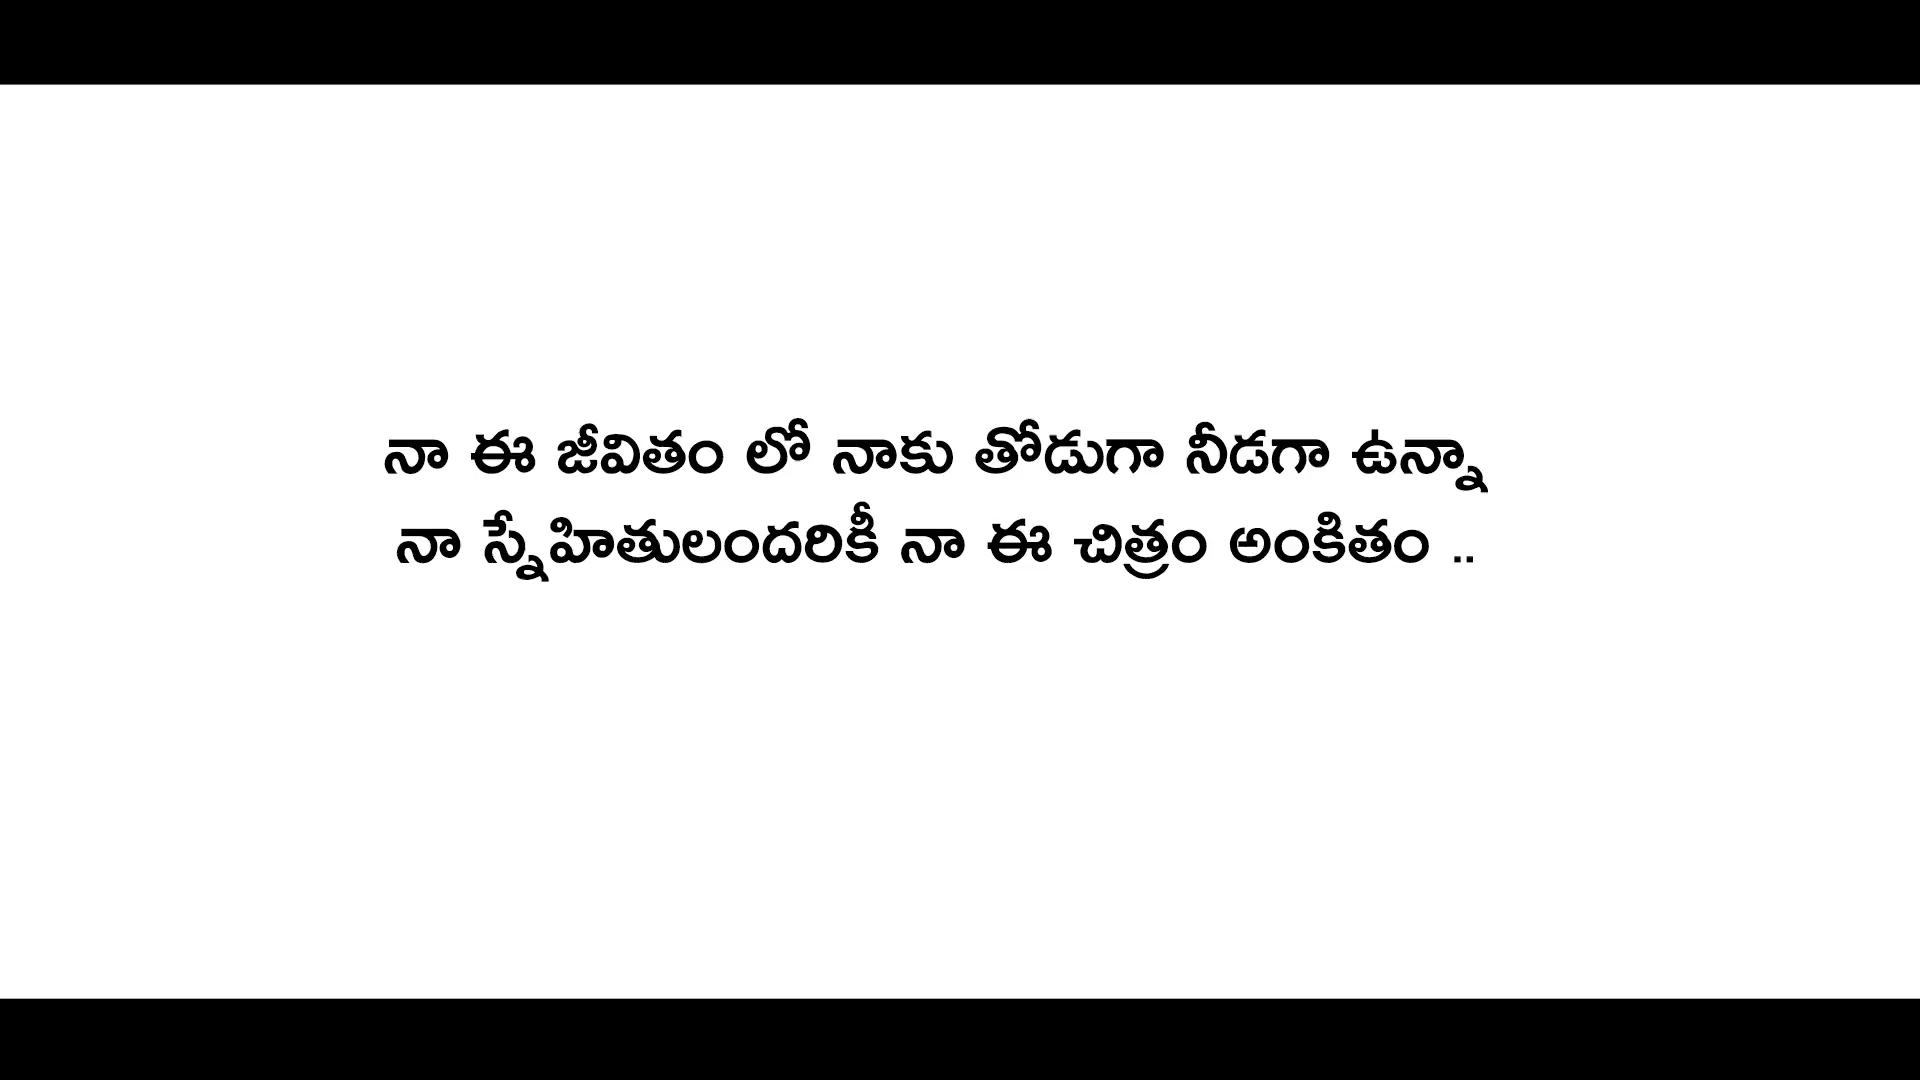 నా ఈ జీవితం లో నాకు తోడుగా నీడగా ఉన్నా
నా స్నేహితులందరికీ నా ఈ చిత్రం అంకితం ..